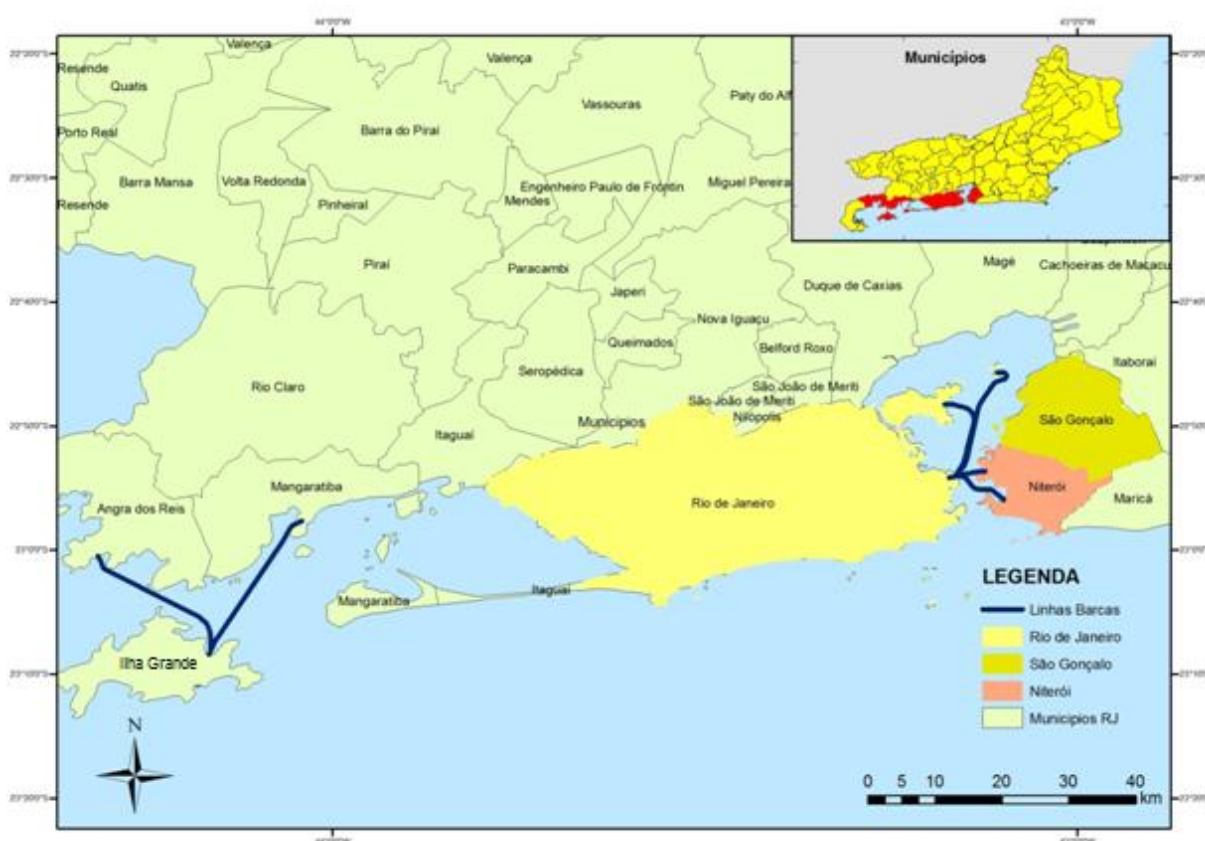 44°0'0"W
Valença
Valença
Municípios
Resende
Quatis
Vassouras
Paty do Alf
Porto Real
Barra do Piraí
Barra Mansa
Volta Redonda
Engenheiro Paulo de Frontin
Miguel Pereira
Resende
Pinheiral
Mendes
Piraí
Paracambi
Magé
Cachoeiras de Macacu
Japeri
Duque de Caxias
Nova Iguaçu
Queimados
Belford Roxo
Itaboraí
Rio Claro
Seropédica
São João de Meriti
São João de Meriti
Nilópolis
Municipios
São Gonçalo
Itaguaí
Mangaratiba
Angra dos Reis
Rio de Janeiro
Niterói
Maricá
Mangaratiba
Itaguaí
Ilha Grande
LEGENDA
Linhas Barcas
Rio de Janeiro
São Gonçalo
Niterói
Municipios RJ
N
0 5 10 20 30 40
km